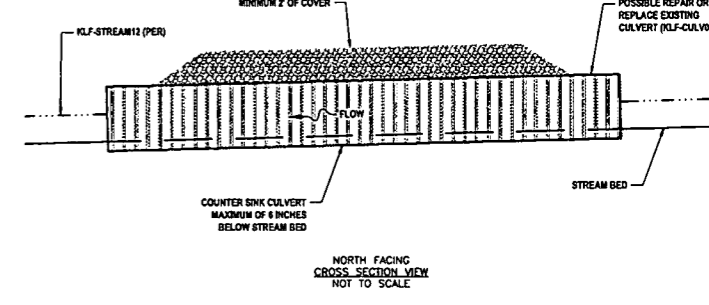 MINIMUM 2' OF COVER
POSSIBLE REPAIR OR
REPLACE EXISTING
KLF-STREAM12 (PER)
FLOW
STREAM BED
COUNTER SINK CULVERT
MAXIMUM OF 6 INCHES
BELOW STREAM BED
NORTH FACING
CROSS SECTION VIEW
NOT TO SCALE